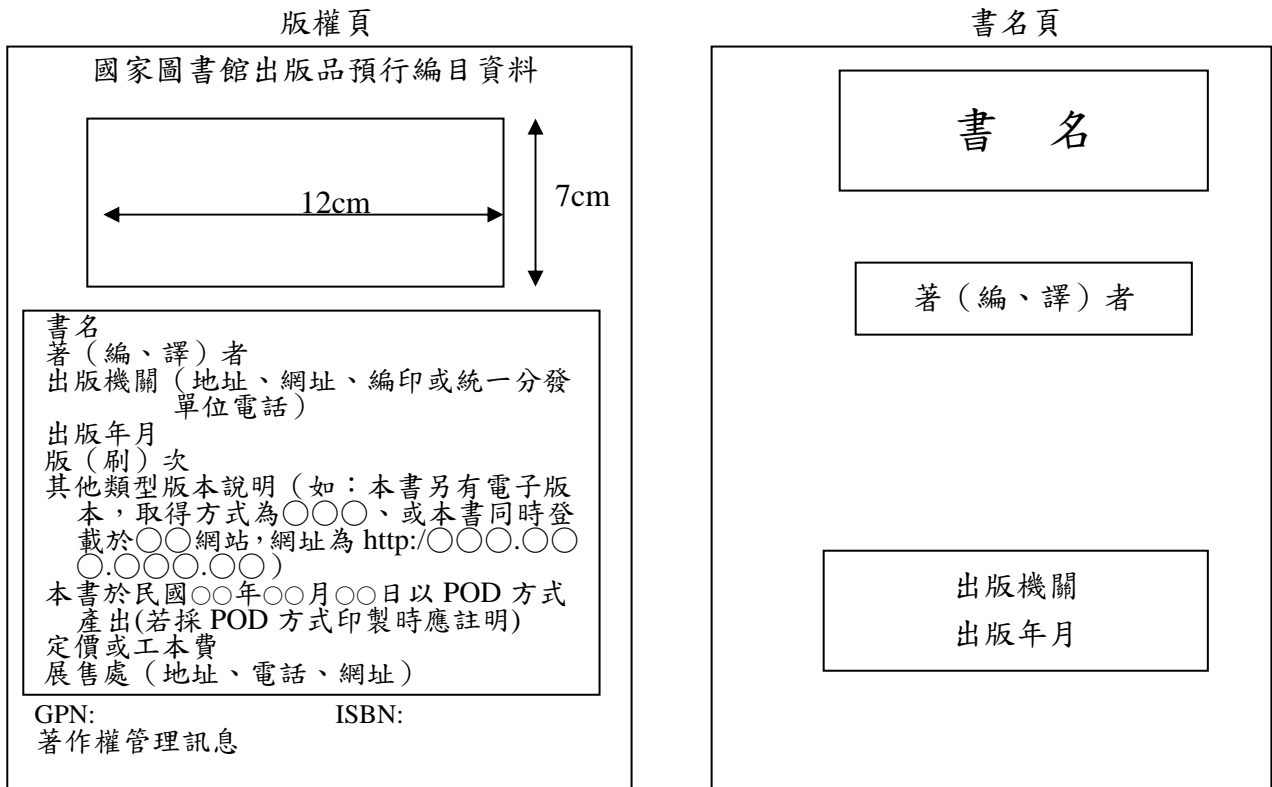 版權頁
國家圖書館出版品預行編目資料
12cm
7cm
書名
著（編、譯）者
出版機關（地址、網址、編印或統一分發
單位電話）
出版年月
版（刷）次
其他類型版本說明（如：本書另有電子版
本，取得方式為○○○、或本書同時登
載於○○網站，網址為 http:/○○○.○○
○.○○○.○○）
本書於民國○○年○○月○○日以 POD 方式
產出(若採 POD 方式印製時應註明)
定價或工本費
展售處（地址、電話、網址）
GPN: ISBN:
著作權管理訊息
書名頁
書 名
著（編、譯）者
出版機關
出版年月